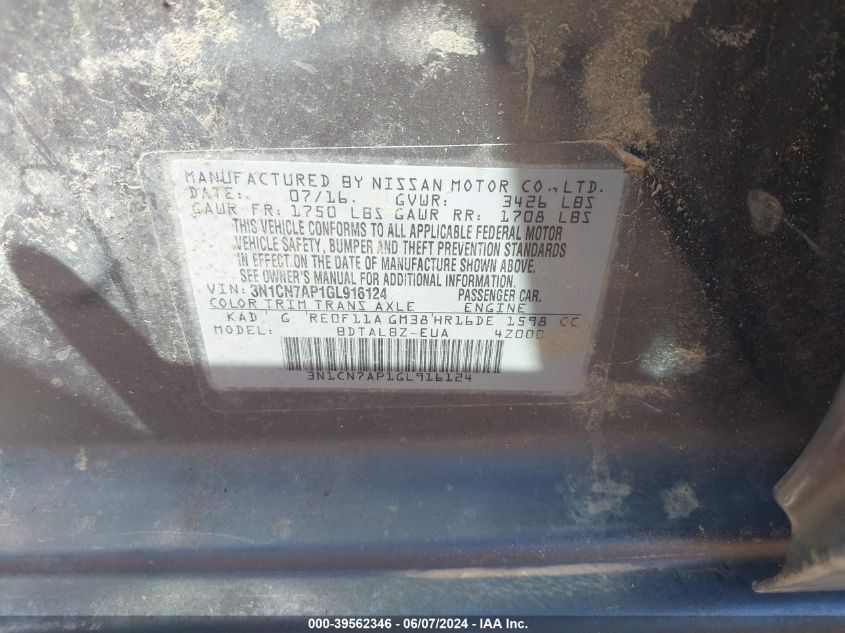 MANUFACTURED BY NISSAN MOTOR CO., LTD.
DATE: 07/16. GVWR: 3426 LBS
GAWR FR: 1750 LBS GAWR RR: 1708 LBS
THIS VEHICLE CONFORMS TO ALL APPLICABLE FEDERAL MOTOR
VEHICLE SAFETY, BUMPER AND THEFT PREVENTION STANDARDS
IN EFFECT ON THE DATE OF MANUFACTURE SHOWN ABOVE.
SEE OWNER'S MANUAL FOR ADDITIONAL INFORMATION.
VIN: 3N1CN7AP1GL916124 PASSENGER CAR.
COLOR TRIM TRANS AXLE ENGINE
KAD G RE0F11A GM38 HR16DE 1598 CC
MODEL: BDTALBZ-EUA 42000
3N1CN7AP1GL916124
000-39562346 - 06/07/2024 - IAA Inc.